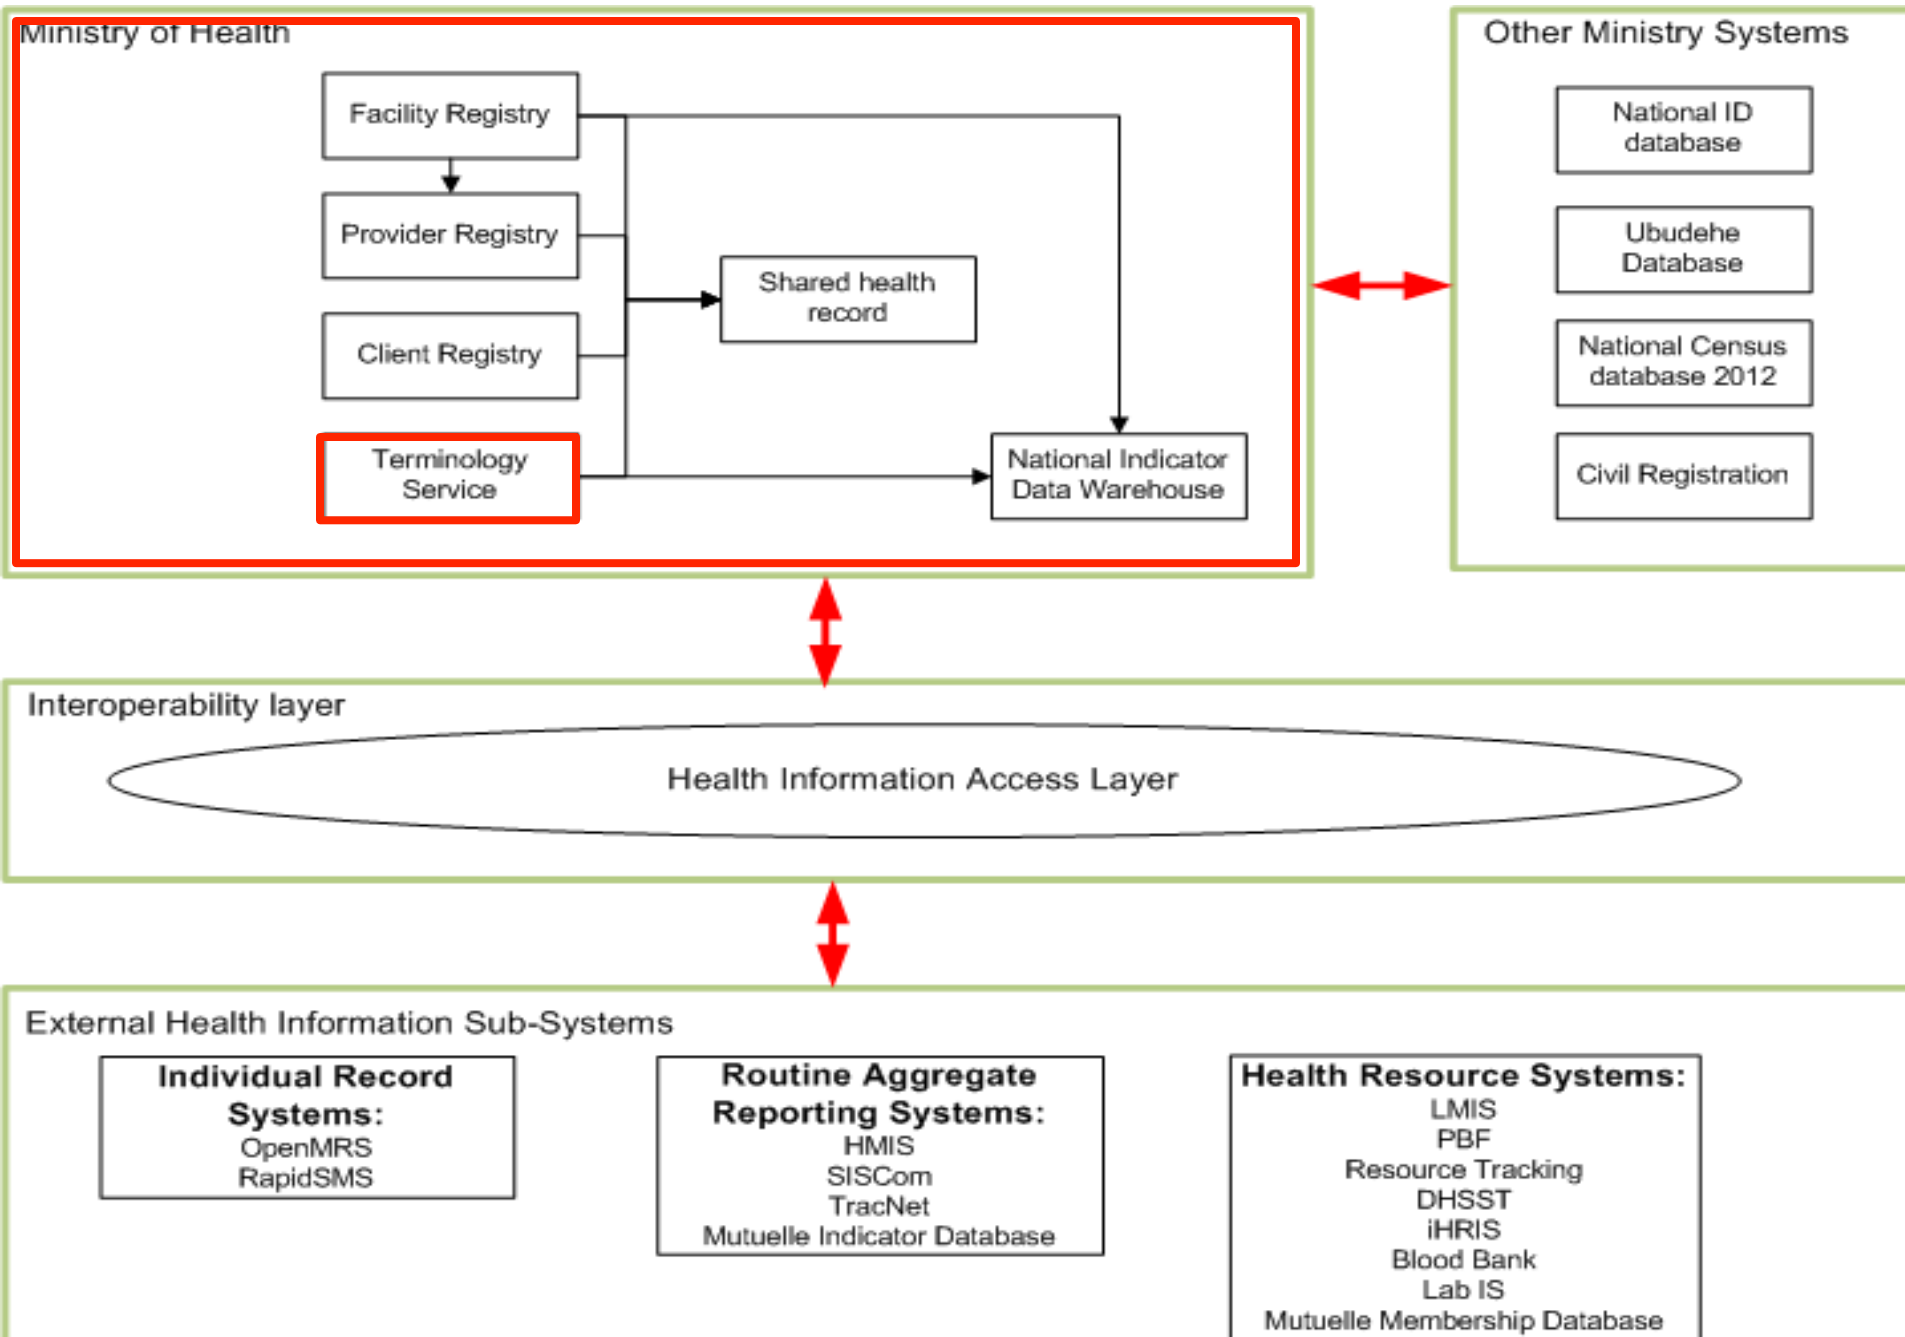 Ministry of Health
Facility Registry
Provider Registry
Client Registry
Terminology
Service
Shared health
record
National Indicator
Data Warehouse
Other Ministry Systems
National ID
database
Ubudehe
Database
National Census
database 2012
Civil Registration
Interoperability layer
Health Information Access Layer
External Health Information Sub-Systems
Individual Record
Systems:
OpenMRS
RapidSMS
Routine Aggregate
Reporting Systems:
HMIS
SISCom
TracNet
Mutuelle Indicator Database
Health Resource Systems:
LMIS
PBF
Resource Tracking
DHSST
iHRIS
Blood Bank
Lab IS
Mutuelle Membership Database